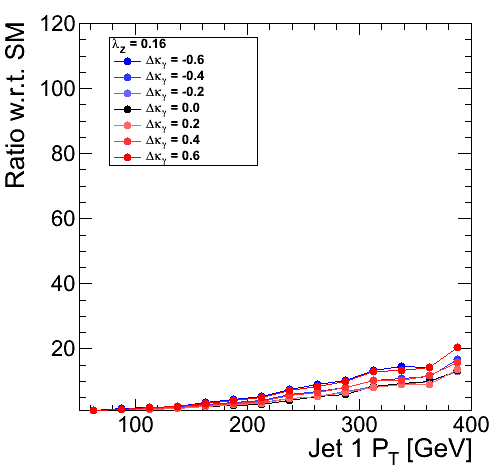 Ratio w.r.t. SM
120
100
80
60
40
20
λZ = 0.16
Δκγ = -0.6
Δκγ = -0.4
Δκγ = -0.2
Δκγ = 0.0
Δκγ = 0.2
Δκγ = 0.4
Δκγ = 0.6
100 200 300 400
Jet 1 PT [GeV]